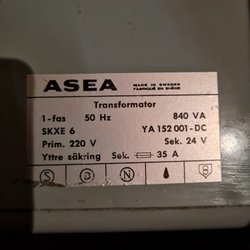 ASEA MADE IN SWEDEN
FABRIQUÉ EN SUÈDE
Transformator
1-fas 50 Hz 840 VA
SKXE 6 YA 152 001-DC
Prim. 220 V Sek. 24 V
Yttre säkring Sek. 35 A
S D N